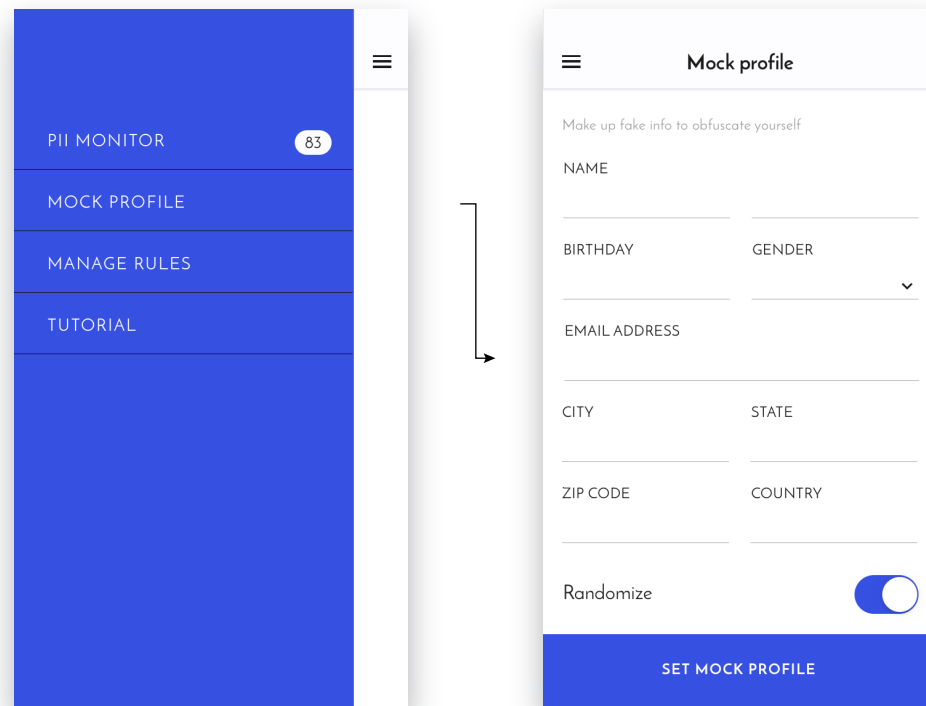 PII MONITOR 83
MOCK PROFILE
MANAGE RULES
TUTORIAL
Mock profile
Make up fake info to obfuscate yourself
NAME
BIRTHDAY GENDER
EMAIL ADDRESS
CITY STATE
ZIP CODE COUNTRY
Randomize
SET MOCK PROFILE